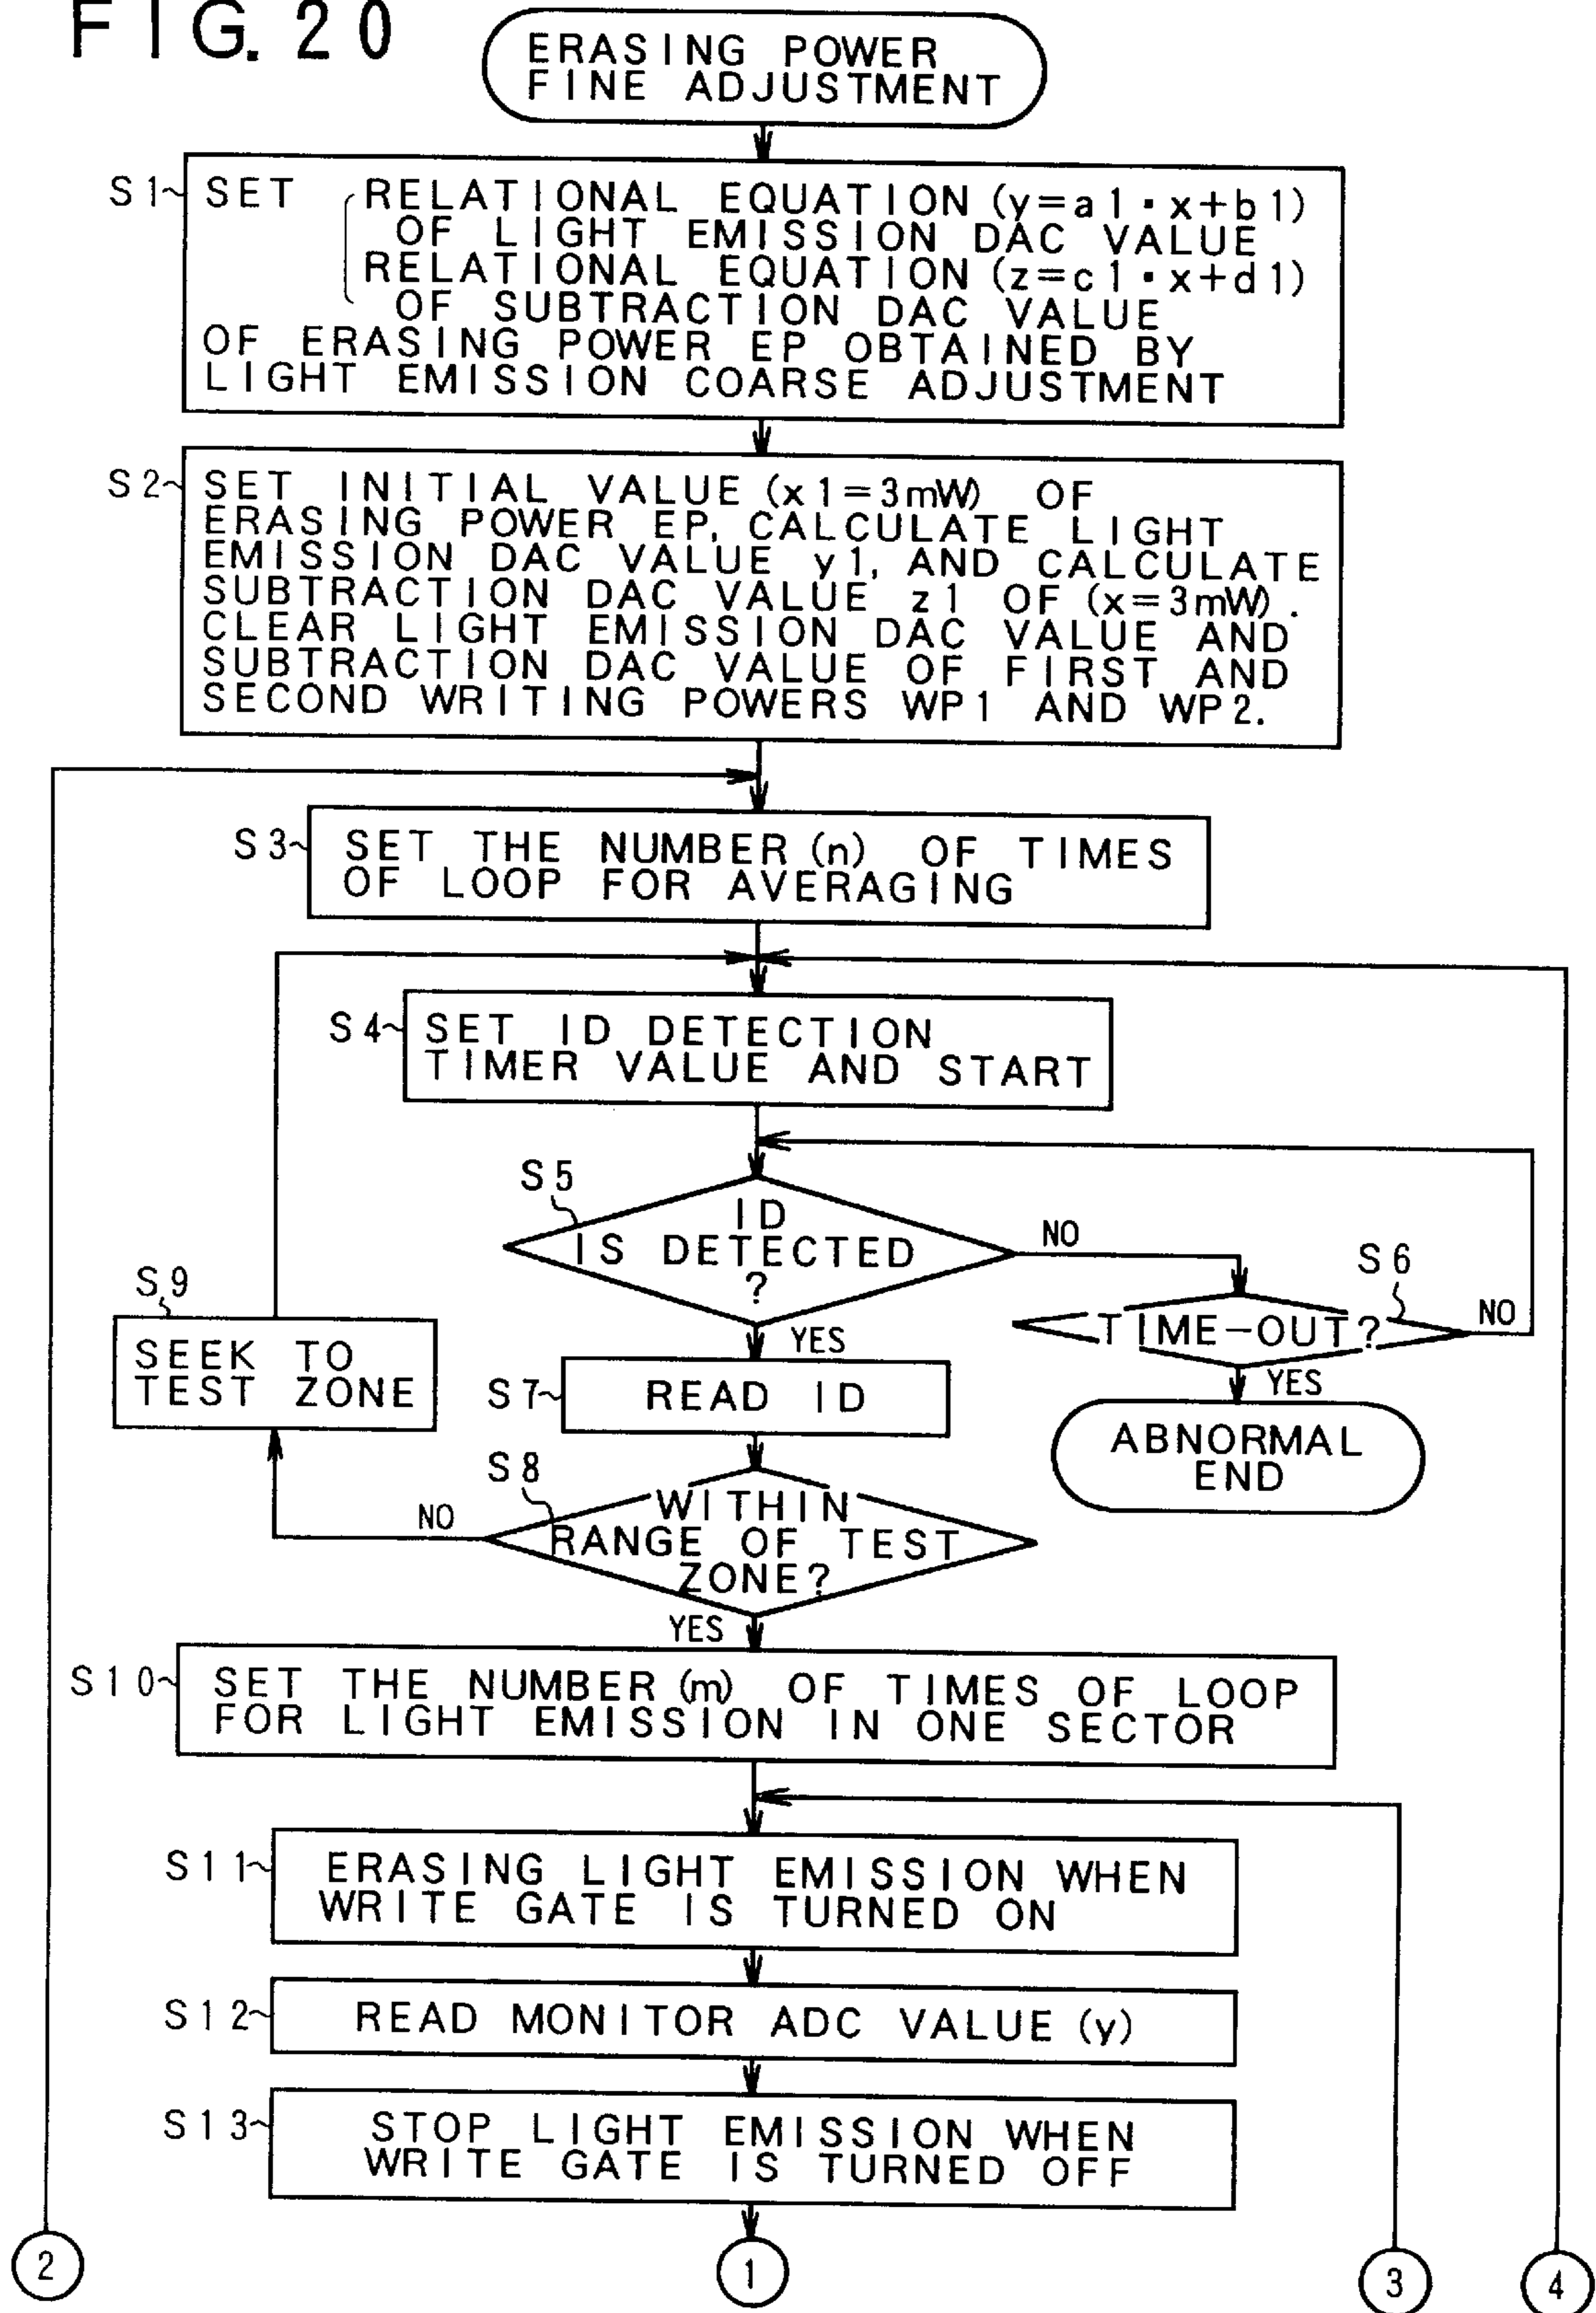 FIG. 20
ERASING POWER
FINE ADJUSTMENT
S1
SET
RELATIONAL EQUATION (y=a1·x+b1)
OF LIGHT EMISSION DAC VALUE
RELATIONAL EQUATION (z=c1·x+d1)
OF SUBTRACTION DAC VALUE
OF ERASING POWER EP OBTAINED BY
LIGHT EMISSION COARSE ADJUSTMENT
S2
SET INITIAL VALUE (x1=3mW) OF
ERASING POWER EP, CALCULATE LIGHT
EMISSION DAC VALUE y1, AND CALCULATE
SUBTRACTION DAC VALUE z1 OF (x=3mW).
CLEAR LIGHT EMISSION DAC VALUE AND
SUBTRACTION DAC VALUE OF FIRST AND
SECOND WRITING POWERS WP1 AND WP2.
S3
SET THE NUMBER (n) OF TIMES
OF LOOP FOR AVERAGING
S4
SET ID DETECTION
TIMER VALUE AND START
S5
ID
IS DETECTED
?
NO
S6
TIME-OUT?
NO
YES
ABNORMAL
END
YES
S9
SEEK TO
TEST ZONE
S7
READ ID
S8
WITHIN
RANGE OF TEST
ZONE?
NO
YES
S10
SET THE NUMBER (m) OF TIMES OF LOOP
FOR LIGHT EMISSION IN ONE SECTOR
S11
ERASING LIGHT EMISSION WHEN
WRITE GATE IS TURNED ON
S12
READ MONITOR ADC VALUE (y)
S13
STOP LIGHT EMISSION WHEN
WRITE GATE IS TURNED OFF
2
1
3
4